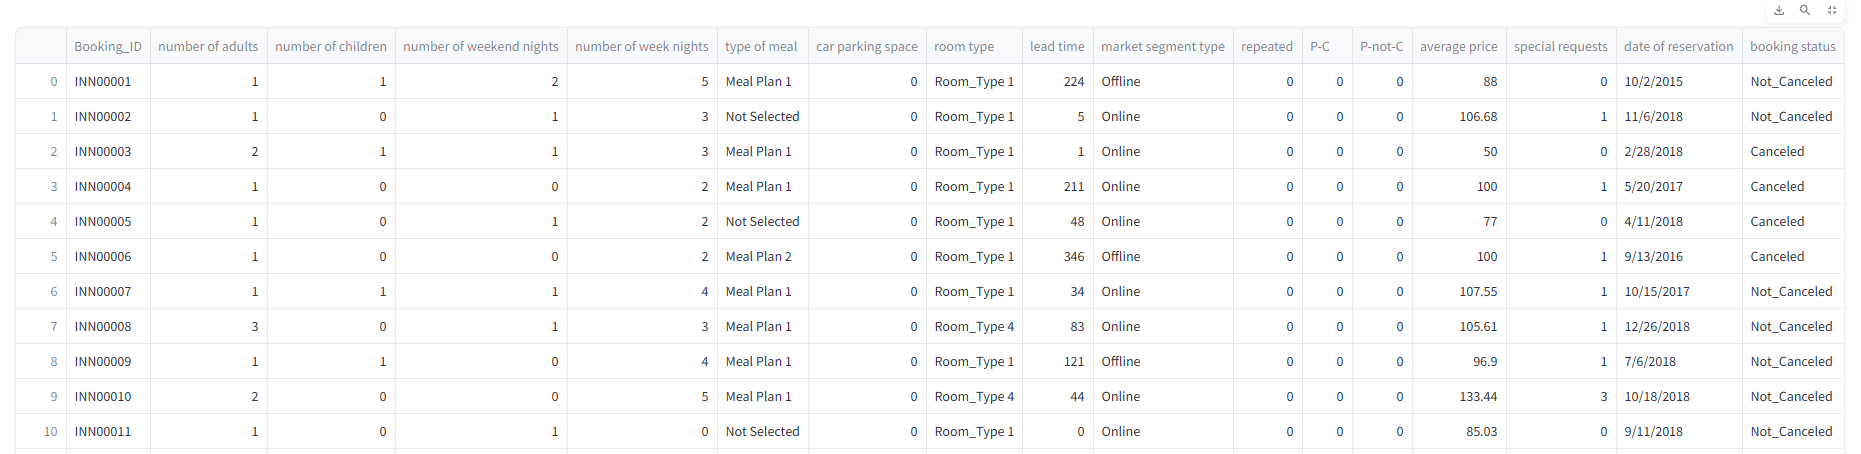 Booking_ID number of adults number of children number of weekend nights number of week nights type of meal car parking space room type lead time market segment type repeated P-C P-not-C average price special requests date of reservation booking status
0 INN00001 1 1 2 5 Meal Plan 1 0 Room_Type 1 224 Offline 0 0 0 88 0 10/2/2015 Not_Canceled
1 INN00002 1 0 1 3 Not Selected 0 Room_Type 1 5 Online 0 0 0 106.68 1 11/6/2018 Not_Canceled
2 INN00003 2 1 1 3 Meal Plan 1 0 Room_Type 1 1 Online 0 0 0 50 0 2/28/2018 Canceled
3 INN00004 1 0 0 2 Meal Plan 1 0 Room_Type 1 211 Online 0 0 0 100 1 5/20/2017 Canceled
4 INN00005 1 0 1 2 Not Selected 0 Room_Type 1 48 Online 0 0 0 77 0 4/11/2018 Canceled
5 INN00006 1 0 0 2 Meal Plan 2 0 Room_Type 1 346 Offline 0 0 0 100 1 9/13/2016 Canceled
6 INN00007 1 1 1 4 Meal Plan 1 0 Room_Type 1 34 Online 0 0 0 107.55 1 10/15/2017 Not_Canceled
7 INN00008 3 0 1 3 Meal Plan 1 0 Room_Type 4 83 Online 0 0 0 105.61 1 12/26/2018 Not_Canceled
8 INN00009 1 1 0 4 Meal Plan 1 0 Room_Type 1 121 Offline 0 0 0 96.9 1 7/6/2018 Not_Canceled
9 INN00010 2 0 0 5 Meal Plan 1 0 Room_Type 4 44 Online 0 0 0 133.44 3 10/18/2018 Not_Canceled
10 INN00011 1 0 1 0 Not Selected 0 Room_Type 1 0 Online 0 0 0 85.03 0 9/11/2018 Not_Canceled